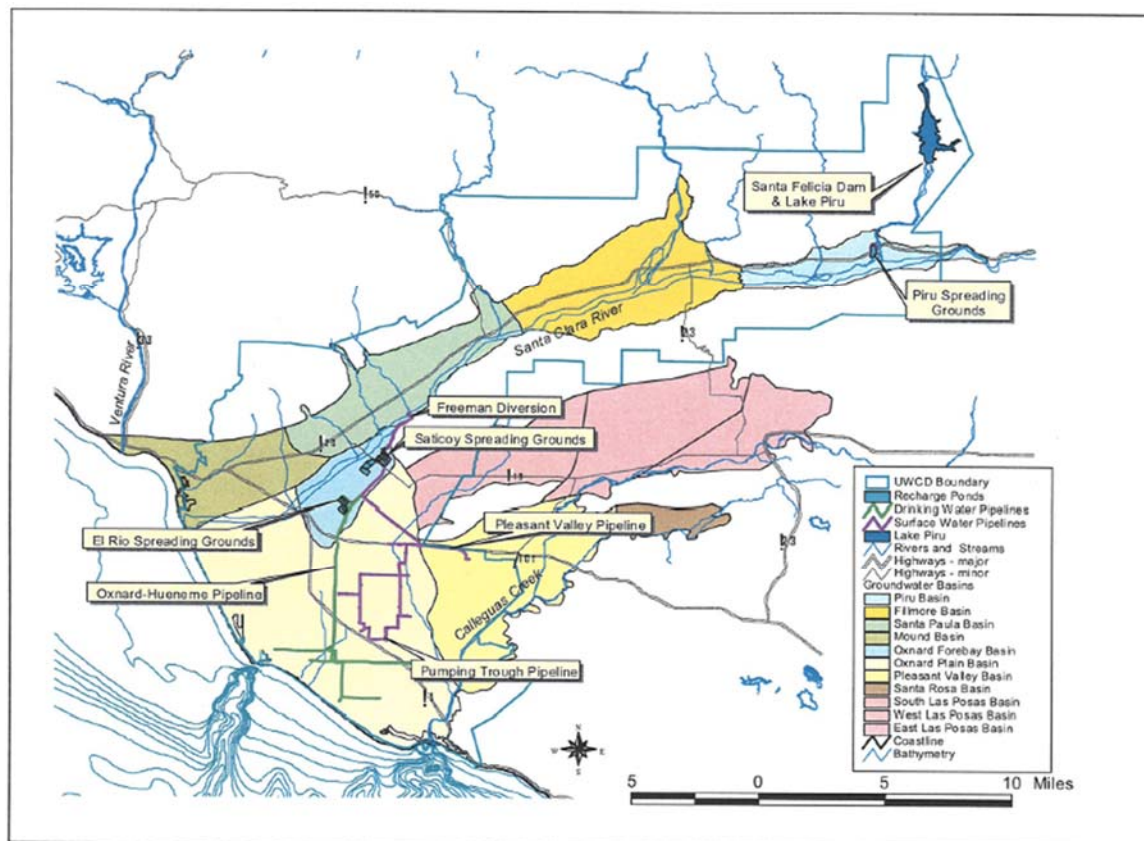 Santa Felicia Dam
& Lake Piru
Piru Spreading
Grounds
Santa Clara River
Ventura River
Freeman Diversion
Saticoy Spreading Grounds
Pleasant Valley Pipeline
El Rio Spreading Grounds
Oxnard-Hueneme Pipeline
Calleguas Creek
Pumping Trough Pipeline
UWCD Boundary
Recharge Ponds
Drinking Water Pipelines
Surface Water Pipelines
Lake Piru
Rivers and Streams
Highways - major
Highways - minor
Groundwater Basins
Piru Basin
Fillmore Basin
Santa Paula Basin
Mound Basin
Oxnard Forebay Basin
Oxnard Plain Basin
Pleasant Valley Basin
Santa Rosa Basin
South Las Posas Basin
West Las Posas Basin
East Las Posas Basin
Coastline
Bathymetry
N
W E
S
5 0 5 10 Miles